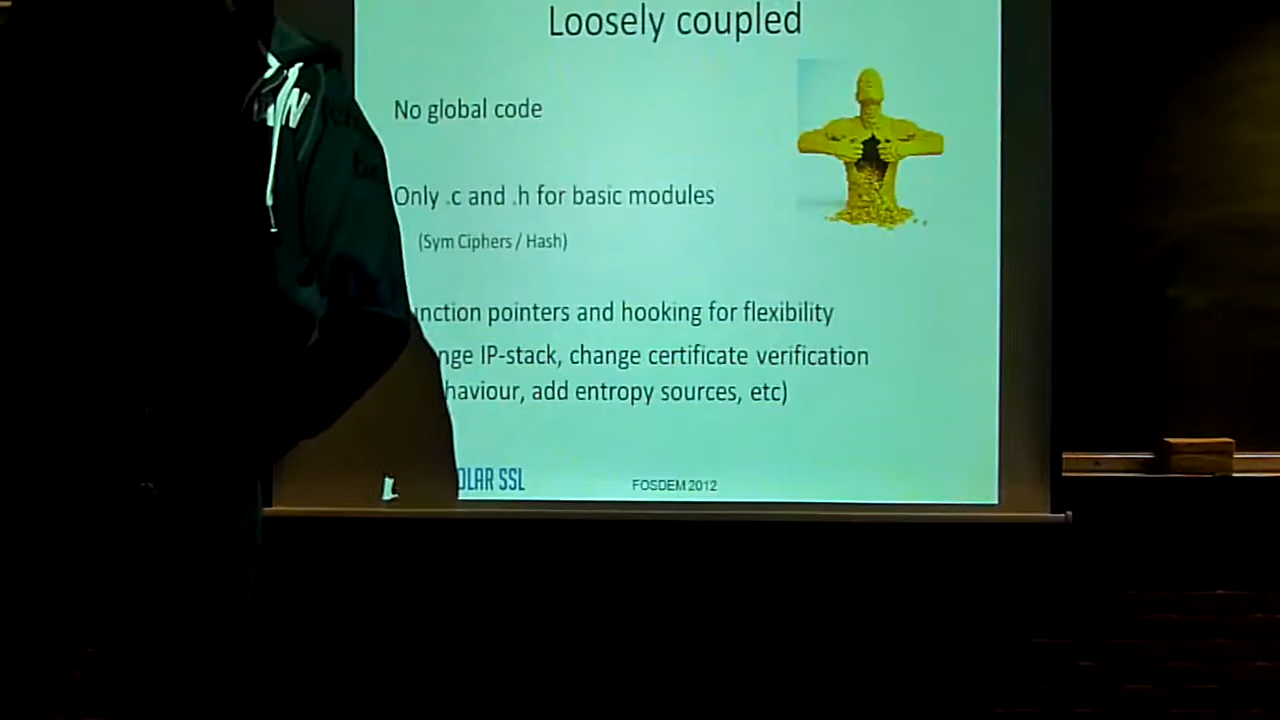 Loosely coupled
No global code
Only .c and .h for basic modules
(Sym Ciphers / Hash)
unction pointers and hooking for flexibility
nge IP-stack, change certificate verification
haviour, add entropy sources, etc)
OLAR SSL
FOSDEM 2012